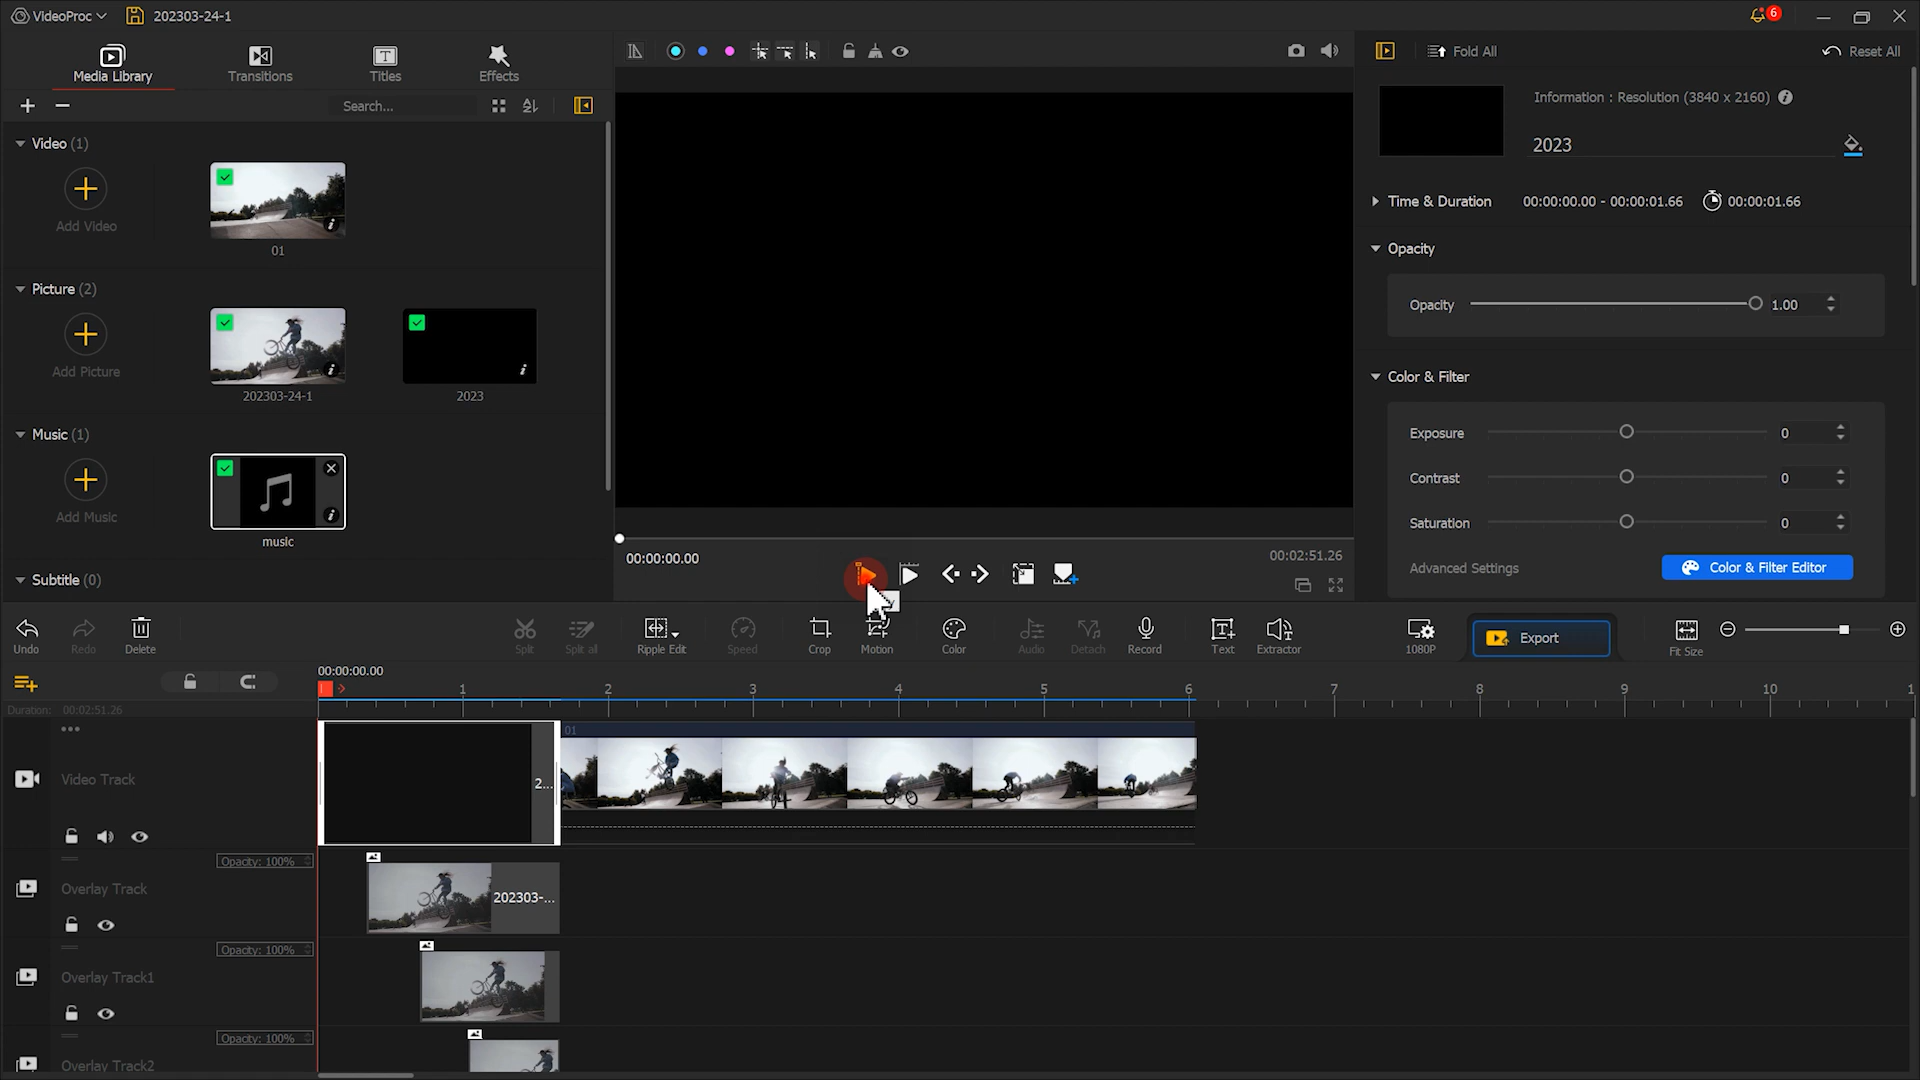 VideoProc
202303-24-1
6
Media Library
Transitions
Titles
Effects
Fold All
Reset All
Search...
Information : Resolution (3840 x 2160)
2023
Video (1)
Add Video
01
Time & Duration
00:00:00.00 - 00:00:01.66
00:00:01.66
Opacity
Opacity
1.00
Picture (2)
Add Picture
202303-24-1
2023
Color & Filter
Exposure
0
Contrast
0
Saturation
0
Music (1)
Add Music
music
Subtitle (0)
00:00:00.00
00:02:51.26
Advanced Settings
Color & Filter Editor
Undo
Redo
Delete
Split
Split all
Ripple Edit
Speed
Crop
Motion
Color
Audio
Detach
Record
Text
Extractor
1080P
Export
Fit Size
00:00:00.00
1 2 3 4 5 6 7 8 9 10 1
Duration: 00:02:51.26
01
Video Track
2...
Opacity: 100%
Overlay Track
202303-...
Opacity: 100%
Overlay Track1
Opacity: 100%
Overlay Track2